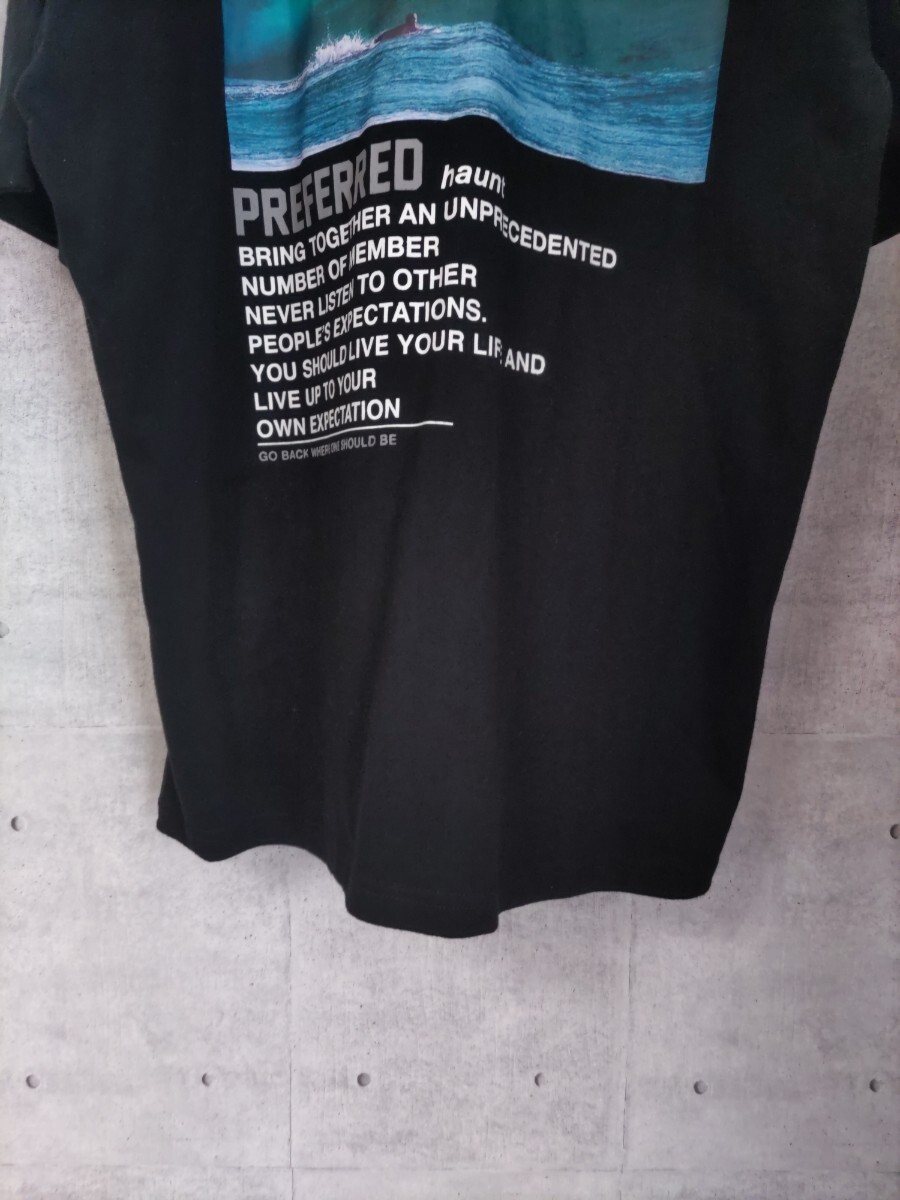 PREFERRED haunt
BRING TOGETHER AN UNPRECEDENTED
NUMBER OF MEMBER
NEVER LISTEN TO OTHER
PEOPLE'S EXPECTATIONS.
YOU SHOULD LIVE YOUR LIFE AND
LIVE UP TO YOUR
OWN EXPECTATION
GO BACK WHERE ONE SHOULD BE